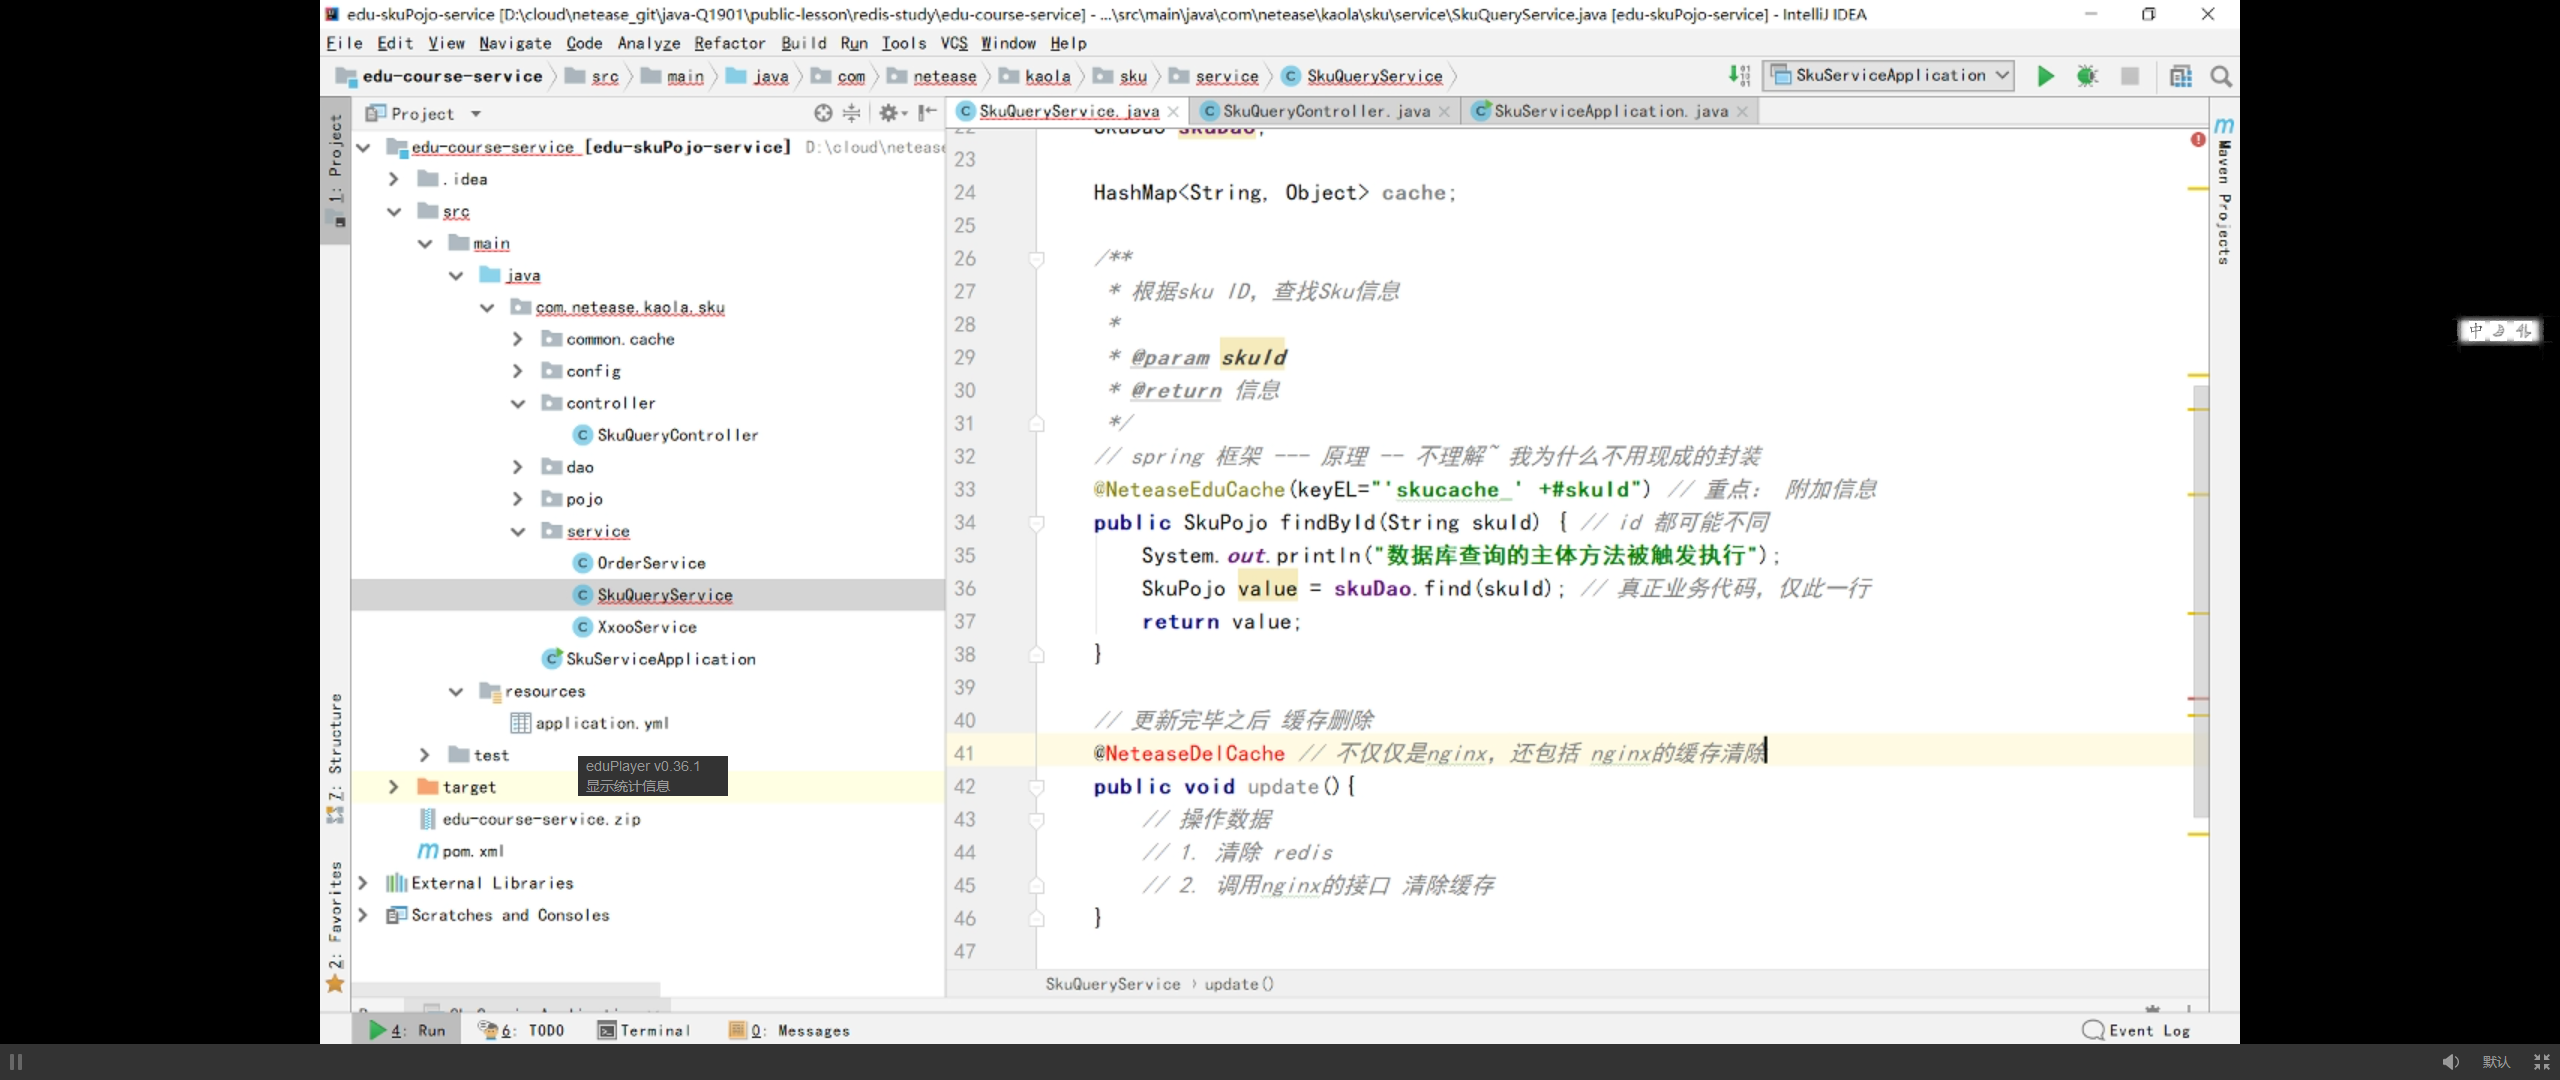 edu-skuPojo-service [D:\cloud\netease_git\java-Q1901\public-lesson\redis-study\edu-course-service] - ...\src\main\java\com\netease\kaola\sku\service\SkuQueryService.java [edu-skuPojo-service] - IntelliJ IDEA
File Edit View Navigate Code Analyze Refactor Build Run Tools VCS Window Help
edu-course-service src main java com netease kaola sku service SkuQueryService SkuServiceApplication
1: Project
Project
SkuQueryService.java SkuQueryController.java SkuServiceApplication.java
edu-course-service [edu-skuPojo-service] D:\cloud\netease
.idea
src
main
java
com.netease.kaola.sku
common.cache
config
controller
SkuQueryController
dao
pojo
service
OrderService
SkuQueryService
XxooService
SkuServiceApplication
resources
application.yml
test
target
edu-course-service.zip
pom.xml
External Libraries
Scratches and Consoles
eduPlayer v0.36.1
显示统计信息
7: Structure
2: Favorites
22 SkuDao skuDao;
23
24 HashMap<String, Object> cache;
25
26 /**
27 * 根据sku ID, 查找Sku信息
28 *
29 * @param skuId
30 * @return 信息
31 */
32 // spring 框架 --- 原理 -- 不理解~ 我为什么不用现成的封装
33 @NeteaseEduCache(keyEL="'skucache_' +#skuId") // 重点: 附加信息
34 public SkuPojo findById(String skuId) { // id 都可能不同
35 System.out.println("数据库查询的主体方法被触发执行");
36 SkuPojo value = skuDao.find(skuId); // 真正业务代码, 仅此一行
37 return value;
38 }
39
40 // 更新完毕之后 缓存删除
41 @NeteaseDelCache // 不仅仅是nginx, 还包括 nginx的缓存清除
42 public void update(){
43 // 操作数据
44 // 1. 清除 redis
45 // 2. 调用nginx的接口 清除缓存
46 }
47
SkuQueryService › update()
Maven Projects
中
4: Run 6: TODO Terminal 0: Messages Event Log
默认